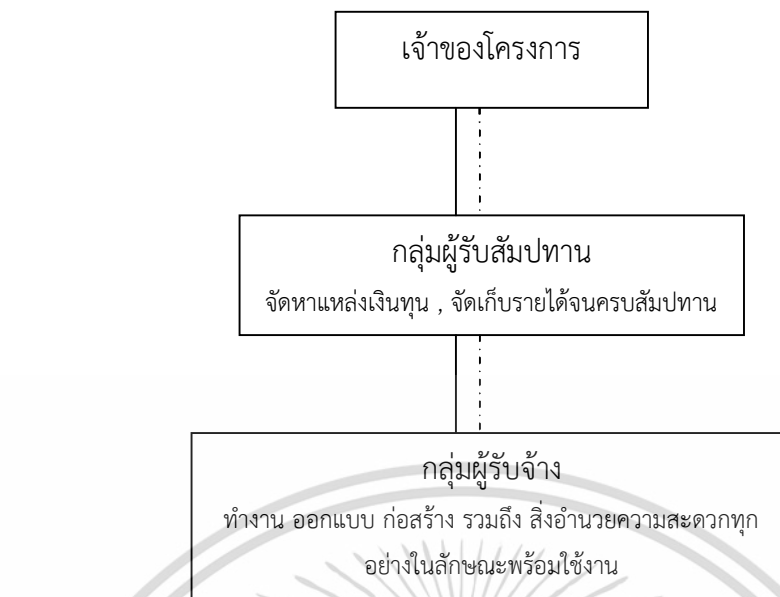 เจ้าของโครงการ
กลุ่มผู้รับสัมปทาน
จัดหาแหล่งเงินทุน , จัดเก็บรายได้จนครบสัมปทาน
กลุ่มผู้รับจ้าง
ทำงาน ออกแบบ ก่อสร้าง รวมถึง สิ่งอำนวยความสะดวกทุก
อย่างในลักษณะพร้อมใช้งาน